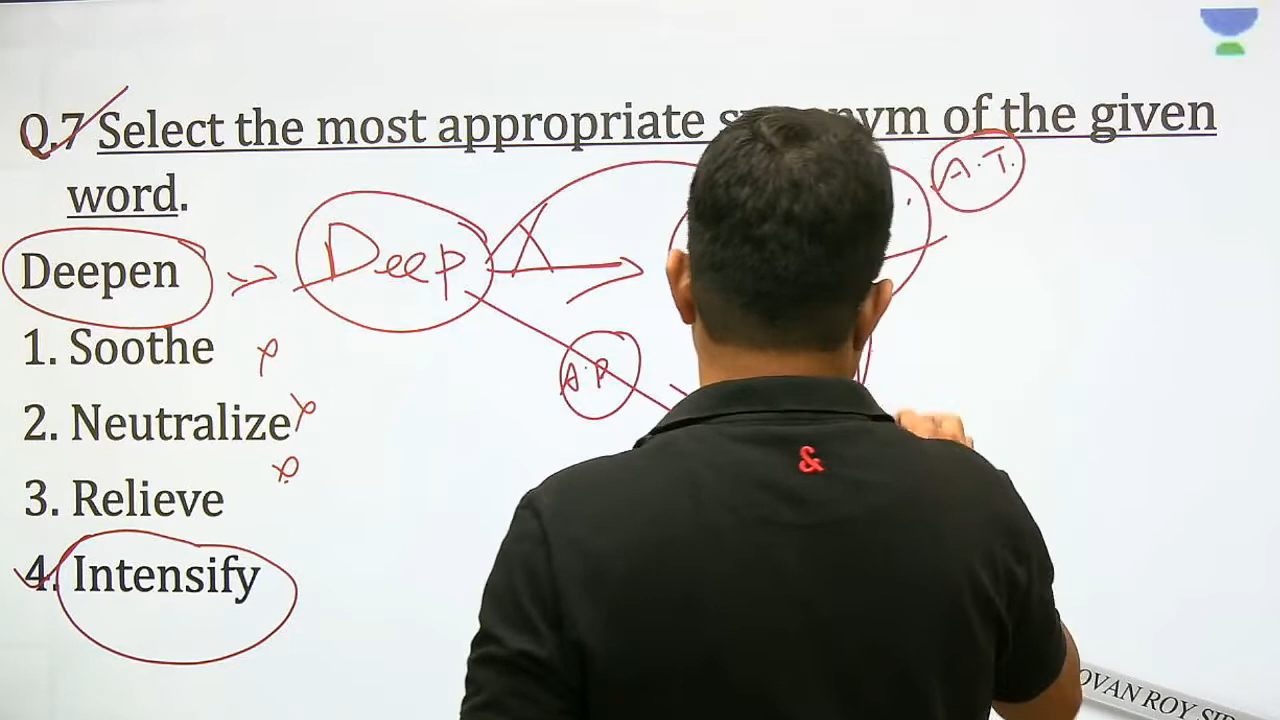 Q.7 Select the most appropriate synonym of the given
word.
A.T.
Deepen Deep
1. Soothe
A.P
2. Neutralize
3. Relieve
&
4. Intensify
OVAN ROY SIR